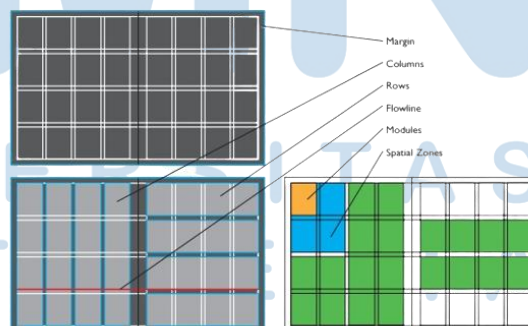 Margin
Columns
Rows
Flowline
Modules
Spatial Zones